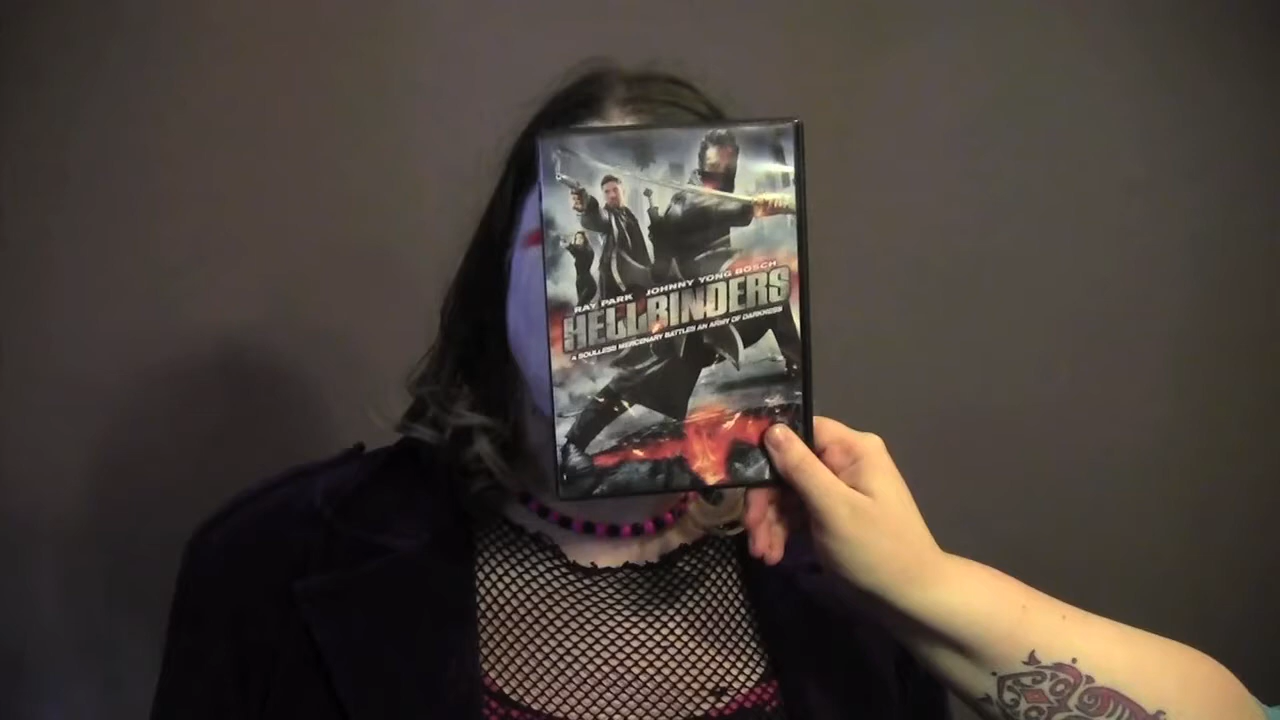 RAY PARK JOHNNY YONG BOSCH
HELLBINDERS
A SOULLESS MERCENARY BATTLES AN ARMY OF DARKNESS